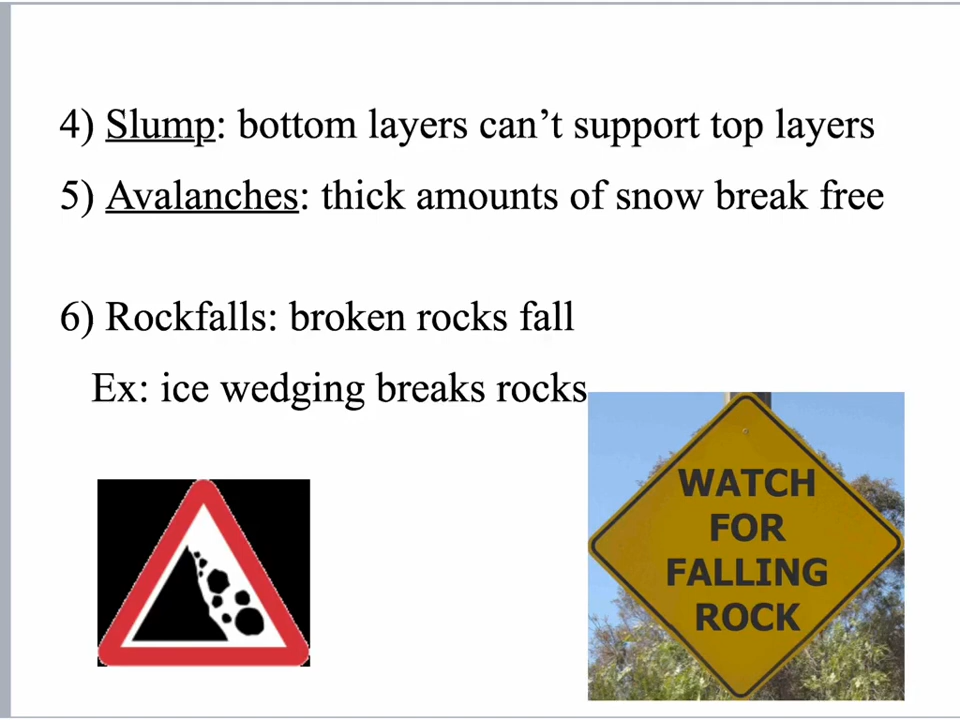 4) Slump: bottom layers can’t support top layers
5) Avalanches: thick amounts of snow break free
6) Rockfalls: broken rocks fall
Ex: ice wedging breaks rocks
WATCH
FOR
FALLING
ROCK